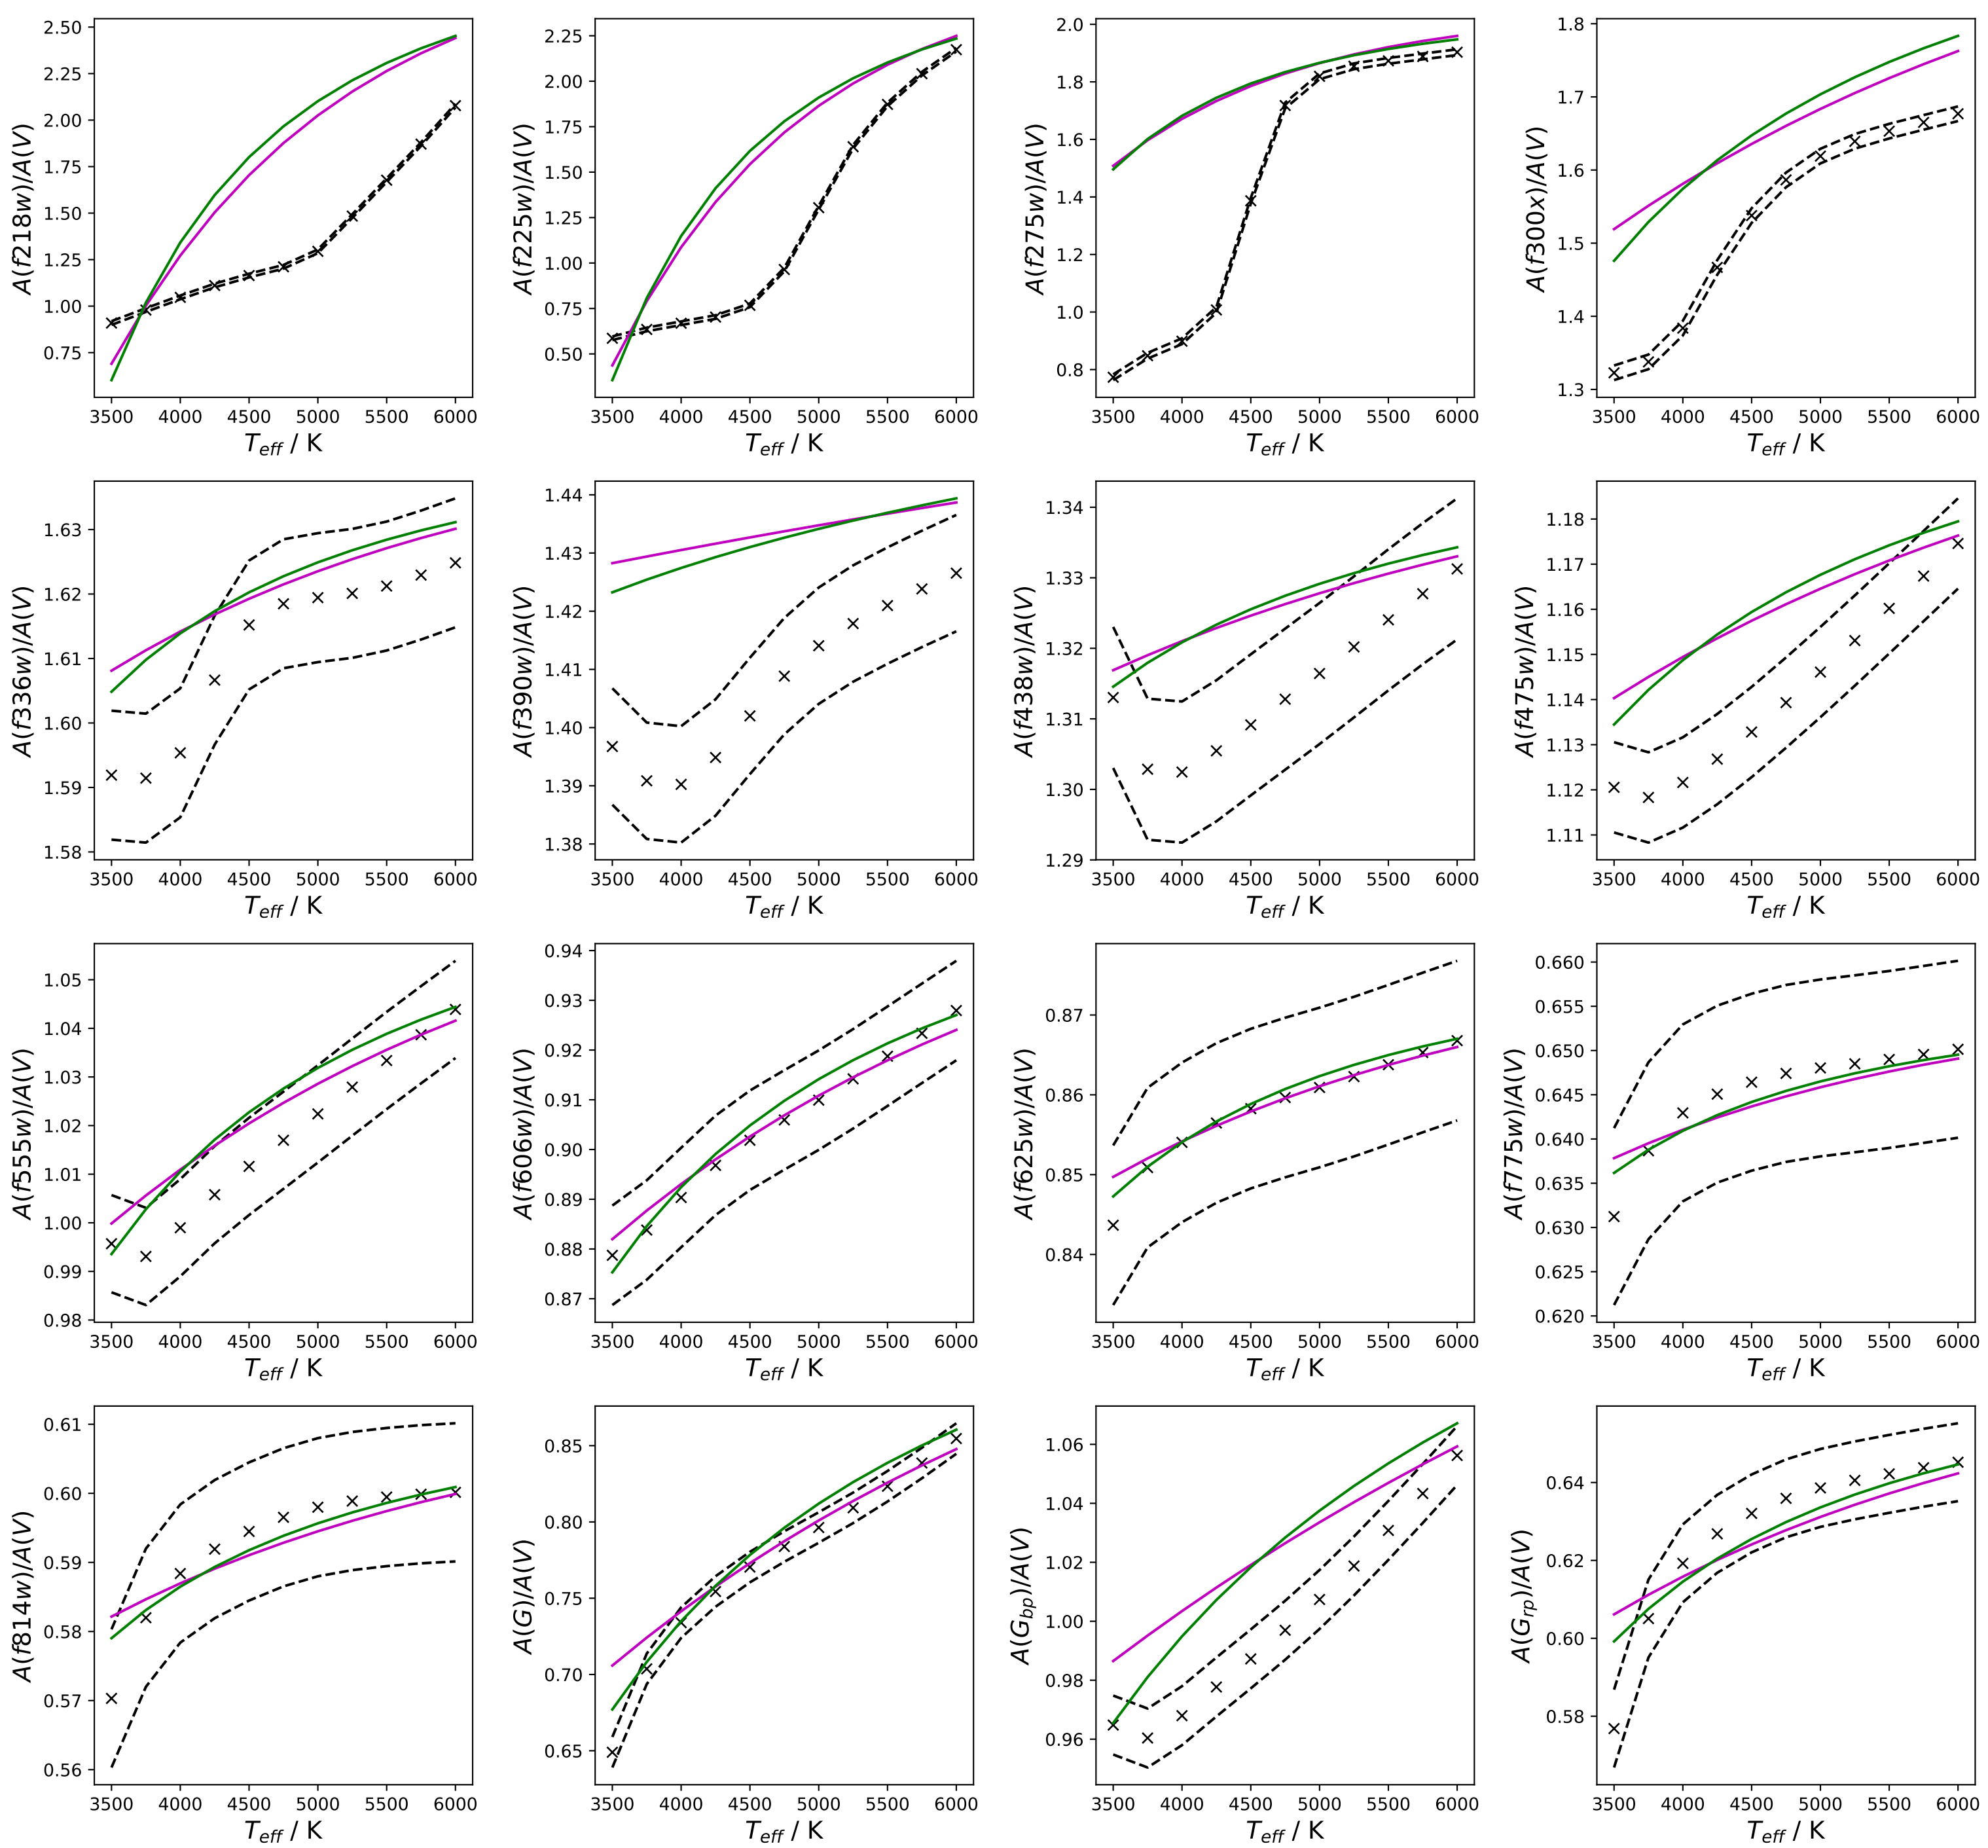 2.50
2.25
2.00
1.75
1.50
1.25
1.00
0.75
A(f218w)/A(V)
3500 4000 4500 5000 5500 6000
T_eff / K
2.25
2.00
1.75
1.50
1.25
1.00
0.75
0.50
A(f225w)/A(V)
3500 4000 4500 5000 5500 6000
T_eff / K
2.0
1.8
1.6
1.4
1.2
1.0
0.8
A(f275w)/A(V)
3500 4000 4500 5000 5500 6000
T_eff / K
1.8
1.7
1.6
1.5
1.4
1.3
A(f300x)/A(V)
3500 4000 4500 5000 5500 6000
T_eff / K
1.63
1.62
1.61
1.60
1.59
1.58
A(f336w)/A(V)
3500 4000 4500 5000 5500 6000
T_eff / K
1.44
1.43
1.42
1.41
1.40
1.39
1.38
A(f390w)/A(V)
3500 4000 4500 5000 5500 6000
T_eff / K
1.34
1.33
1.32
1.31
1.30
1.29
A(f438w)/A(V)
3500 4000 4500 5000 5500 6000
T_eff / K
1.18
1.17
1.16
1.15
1.14
1.13
1.12
1.11
A(f475w)/A(V)
3500 4000 4500 5000 5500 6000
T_eff / K
1.05
1.04
1.03
1.02
1.01
1.00
0.99
0.98
A(f555w)/A(V)
3500 4000 4500 5000 5500 6000
T_eff / K
0.94
0.93
0.92
0.91
0.90
0.89
0.88
0.87
A(f606w)/A(V)
3500 4000 4500 5000 5500 6000
T_eff / K
0.87
0.86
0.85
0.84
A(f625w)/A(V)
3500 4000 4500 5000 5500 6000
T_eff / K
0.660
0.655
0.650
0.645
0.640
0.635
0.630
0.625
0.620
A(f775w)/A(V)
3500 4000 4500 5000 5500 6000
T_eff / K
0.61
0.60
0.59
0.58
0.57
0.56
A(f814w)/A(V)
3500 4000 4500 5000 5500 6000
T_eff / K
0.85
0.80
0.75
0.70
0.65
A(G)/A(V)
3500 4000 4500 5000 5500 6000
T_eff / K
1.06
1.04
1.02
1.00
0.98
0.96
A(G_bp)/A(V)
3500 4000 4500 5000 5500 6000
T_eff / K
0.64
0.62
0.60
0.58
A(G_rp)/A(V)
3500 4000 4500 5000 5500 6000
T_eff / K